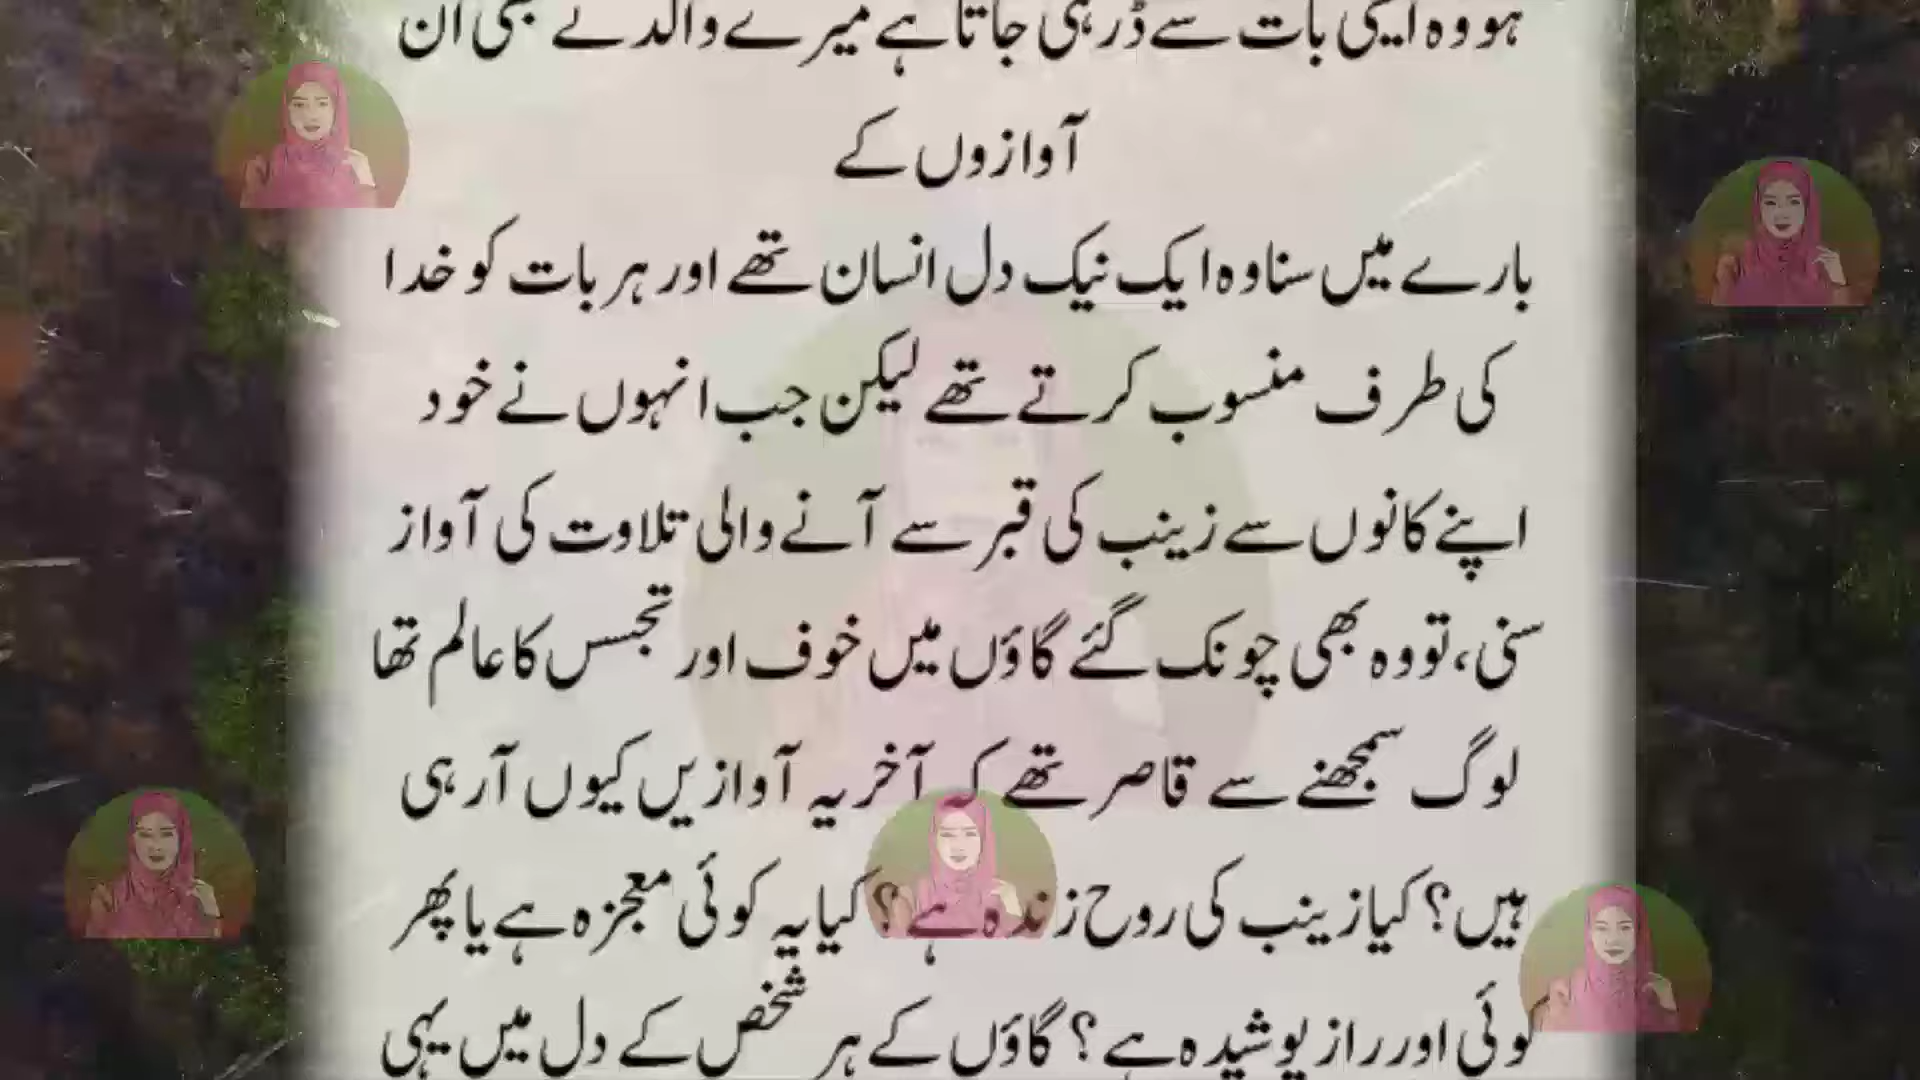 ہو وہ ایسی بات سے ڈر ہی جاتا ہے میرے والد نے بھی ان
آوازوں کے
بارے میں سنا وہ ایک نیک دل انسان تھے اور ہر بات کو خدا
کی طرف منسوب کرتے تھے لیکن جب انہوں نے خود
اپنے کانوں سے زینب کی قبر سے آنے والی تلاوت کی آواز
سنی، تو وہ بھی چونک گئے گاؤں میں خوف اور تجسس کا عالم تھا
لوگ سمجھنے سے قاصر تھے کہ آخر یہ آوازیں کیوں آ رہی
ہیں؟ کیا زینب کی روح زندہ ہے؟ کیا یہ کوئی معجزہ ہے یا پھر
کوئی اور راز پوشیدہ ہے؟ گاؤں کے ہر شخص کے دل میں یہی